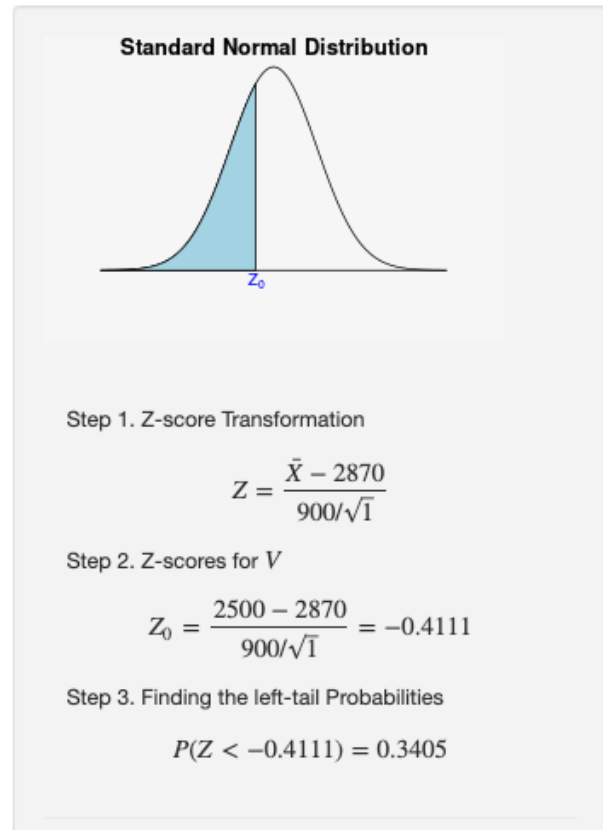 Standard Normal Distribution
Z₀
Step 1. Z-score Transformation
Z = (X̄ − 2870) / (900/√1)
Step 2. Z-scores for V
Z₀ = (2500 − 2870) / (900/√1) = −0.4111
Step 3. Finding the left-tail Probabilities
P(Z < −0.4111) = 0.3405